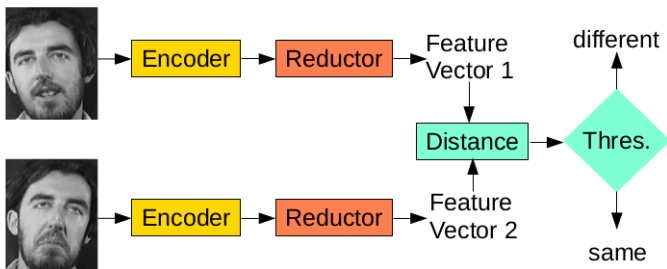 Encoder
Reductor
Feature
Vector 1
different
Distance
Thres.
Encoder
Reductor
Feature
Vector 2
same